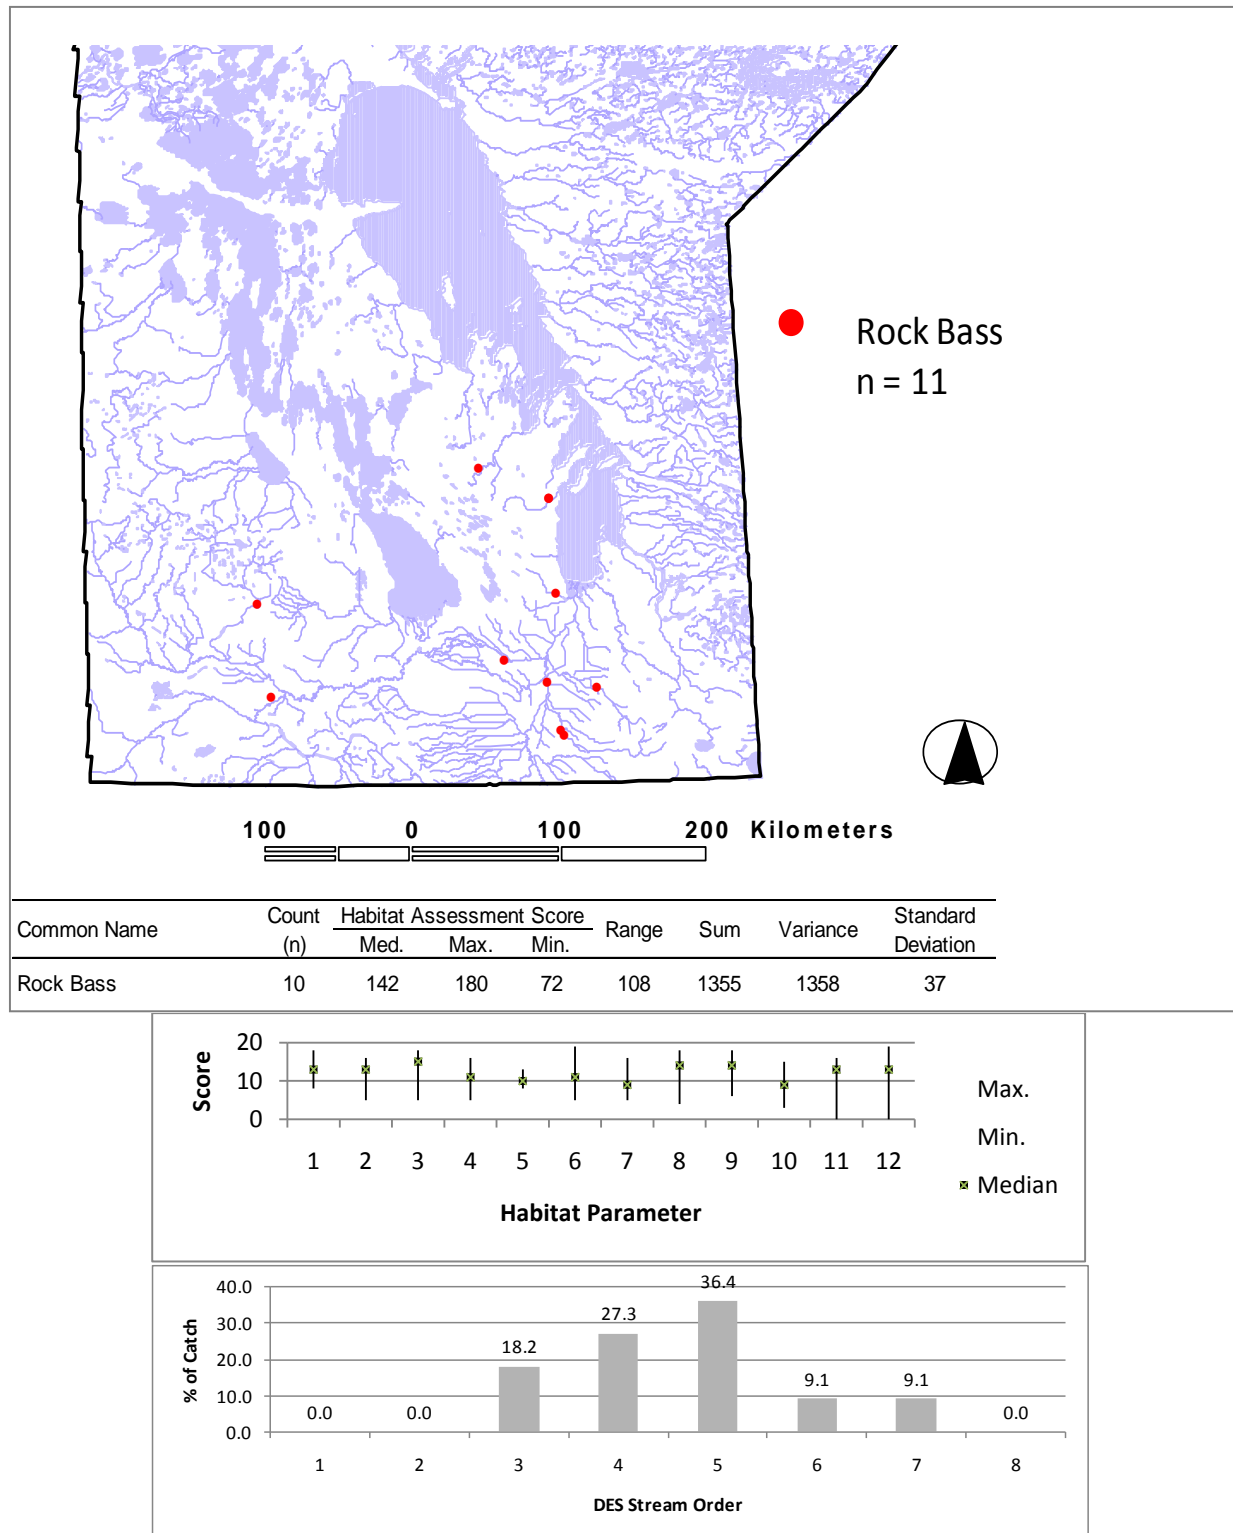 Rock Bass
n = 11
100 0 100 200 Kilometers
Common Name Count (n) Habitat Assessment Score Range Sum Variance Standard Deviation
Med. Max. Min.
Rock Bass 10 142 180 72 108 1355 1358 37
Score
20
10
0
1 2 3 4 5 6 7 8 9 10 11 12
Habitat Parameter
Max.
Min.
Median
% of Catch
40.0
30.0
20.0
10.0
0.0
0.0 0.0 18.2 27.3 36.4 9.1 9.1 0.0
1 2 3 4 5 6 7 8
DES Stream Order